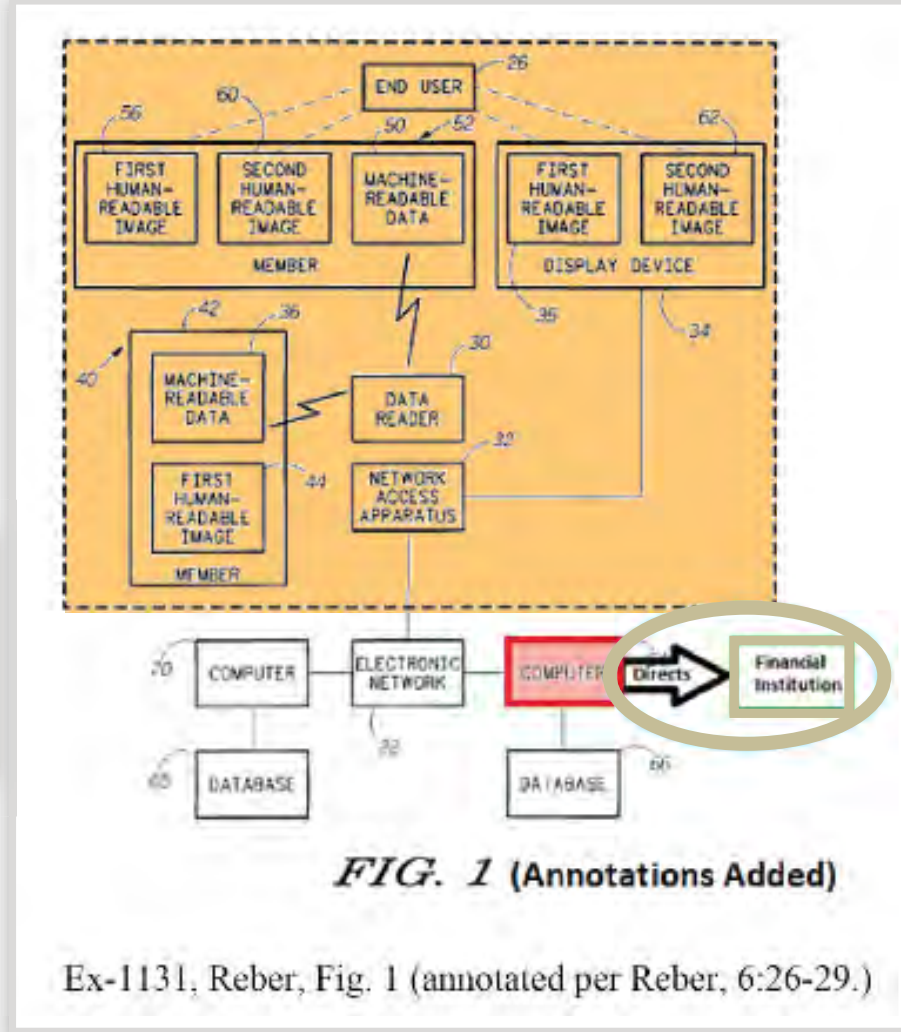 26
END USER
56
60
50
52
62
FIRST
HUMAN-
READABLE
IMAGE
SECOND
HUMAN-
READABLE
IMAGE
MACHINE-
READABLE
DATA
MEMBER
FIRST
HUMAN-
READABLE
IMAGE
SECOND
HUMAN-
READABLE
IMAGE
DISPLAY DEVICE
35
34
42
36
40
MACHINE-
READABLE
DATA
FIRST
HUMAN-
READABLE
IMAGE
44
MEMBER
30
DATA
READER
32
NETWORK
ACCESS
APPARATUS
20
COMPUTER
ELECTRONIC
NETWORK
22
COMPUTER
Directs
Financial
Institution
DATABASE
DATABASE
66
FIG. 1 (Annotations Added)
Ex-1131, Reber, Fig. 1 (annotated per Reber, 6:26-29.)